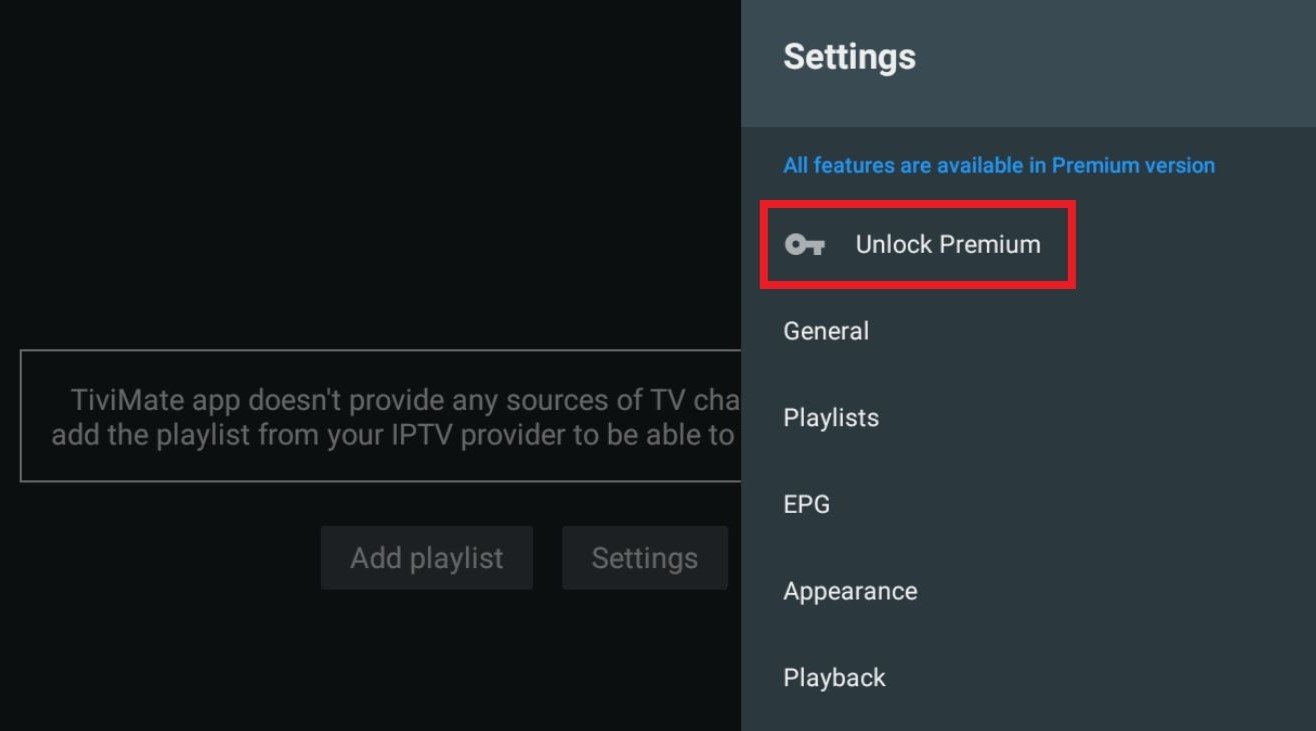 Settings
All features are available in Premium version
Unlock Premium
General
Playlists
EPG
Appearance
Playback
TiviMate app doesn't provide any sources of TV cha
add the playlist from your IPTV provider to be able to
Add playlist
Settings